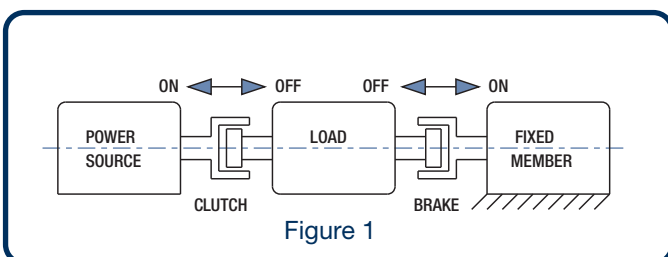 ON OFF OFF ON
POWER
SOURCE
LOAD
FIXED
MEMBER
CLUTCH
BRAKE
Figure 1